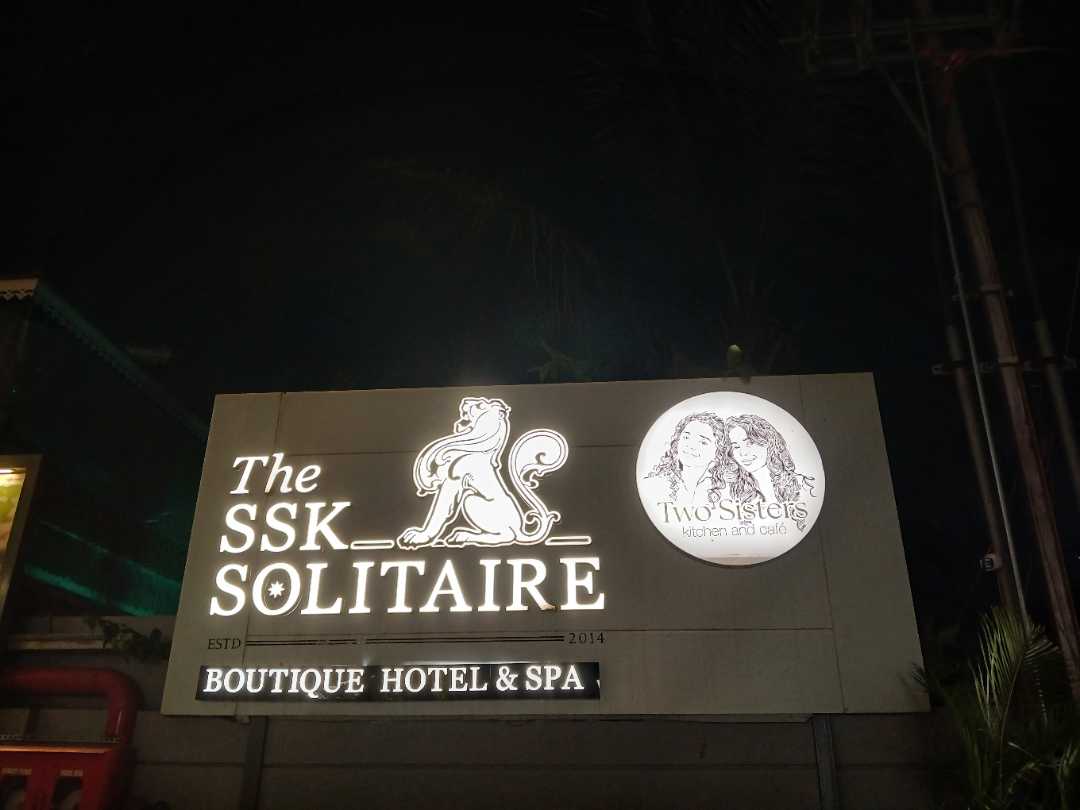 The
SSK
SOLITAIRE
ESTD 2014
BOUTIQUE HOTEL & SPA
Two Sisters
kitchen and café